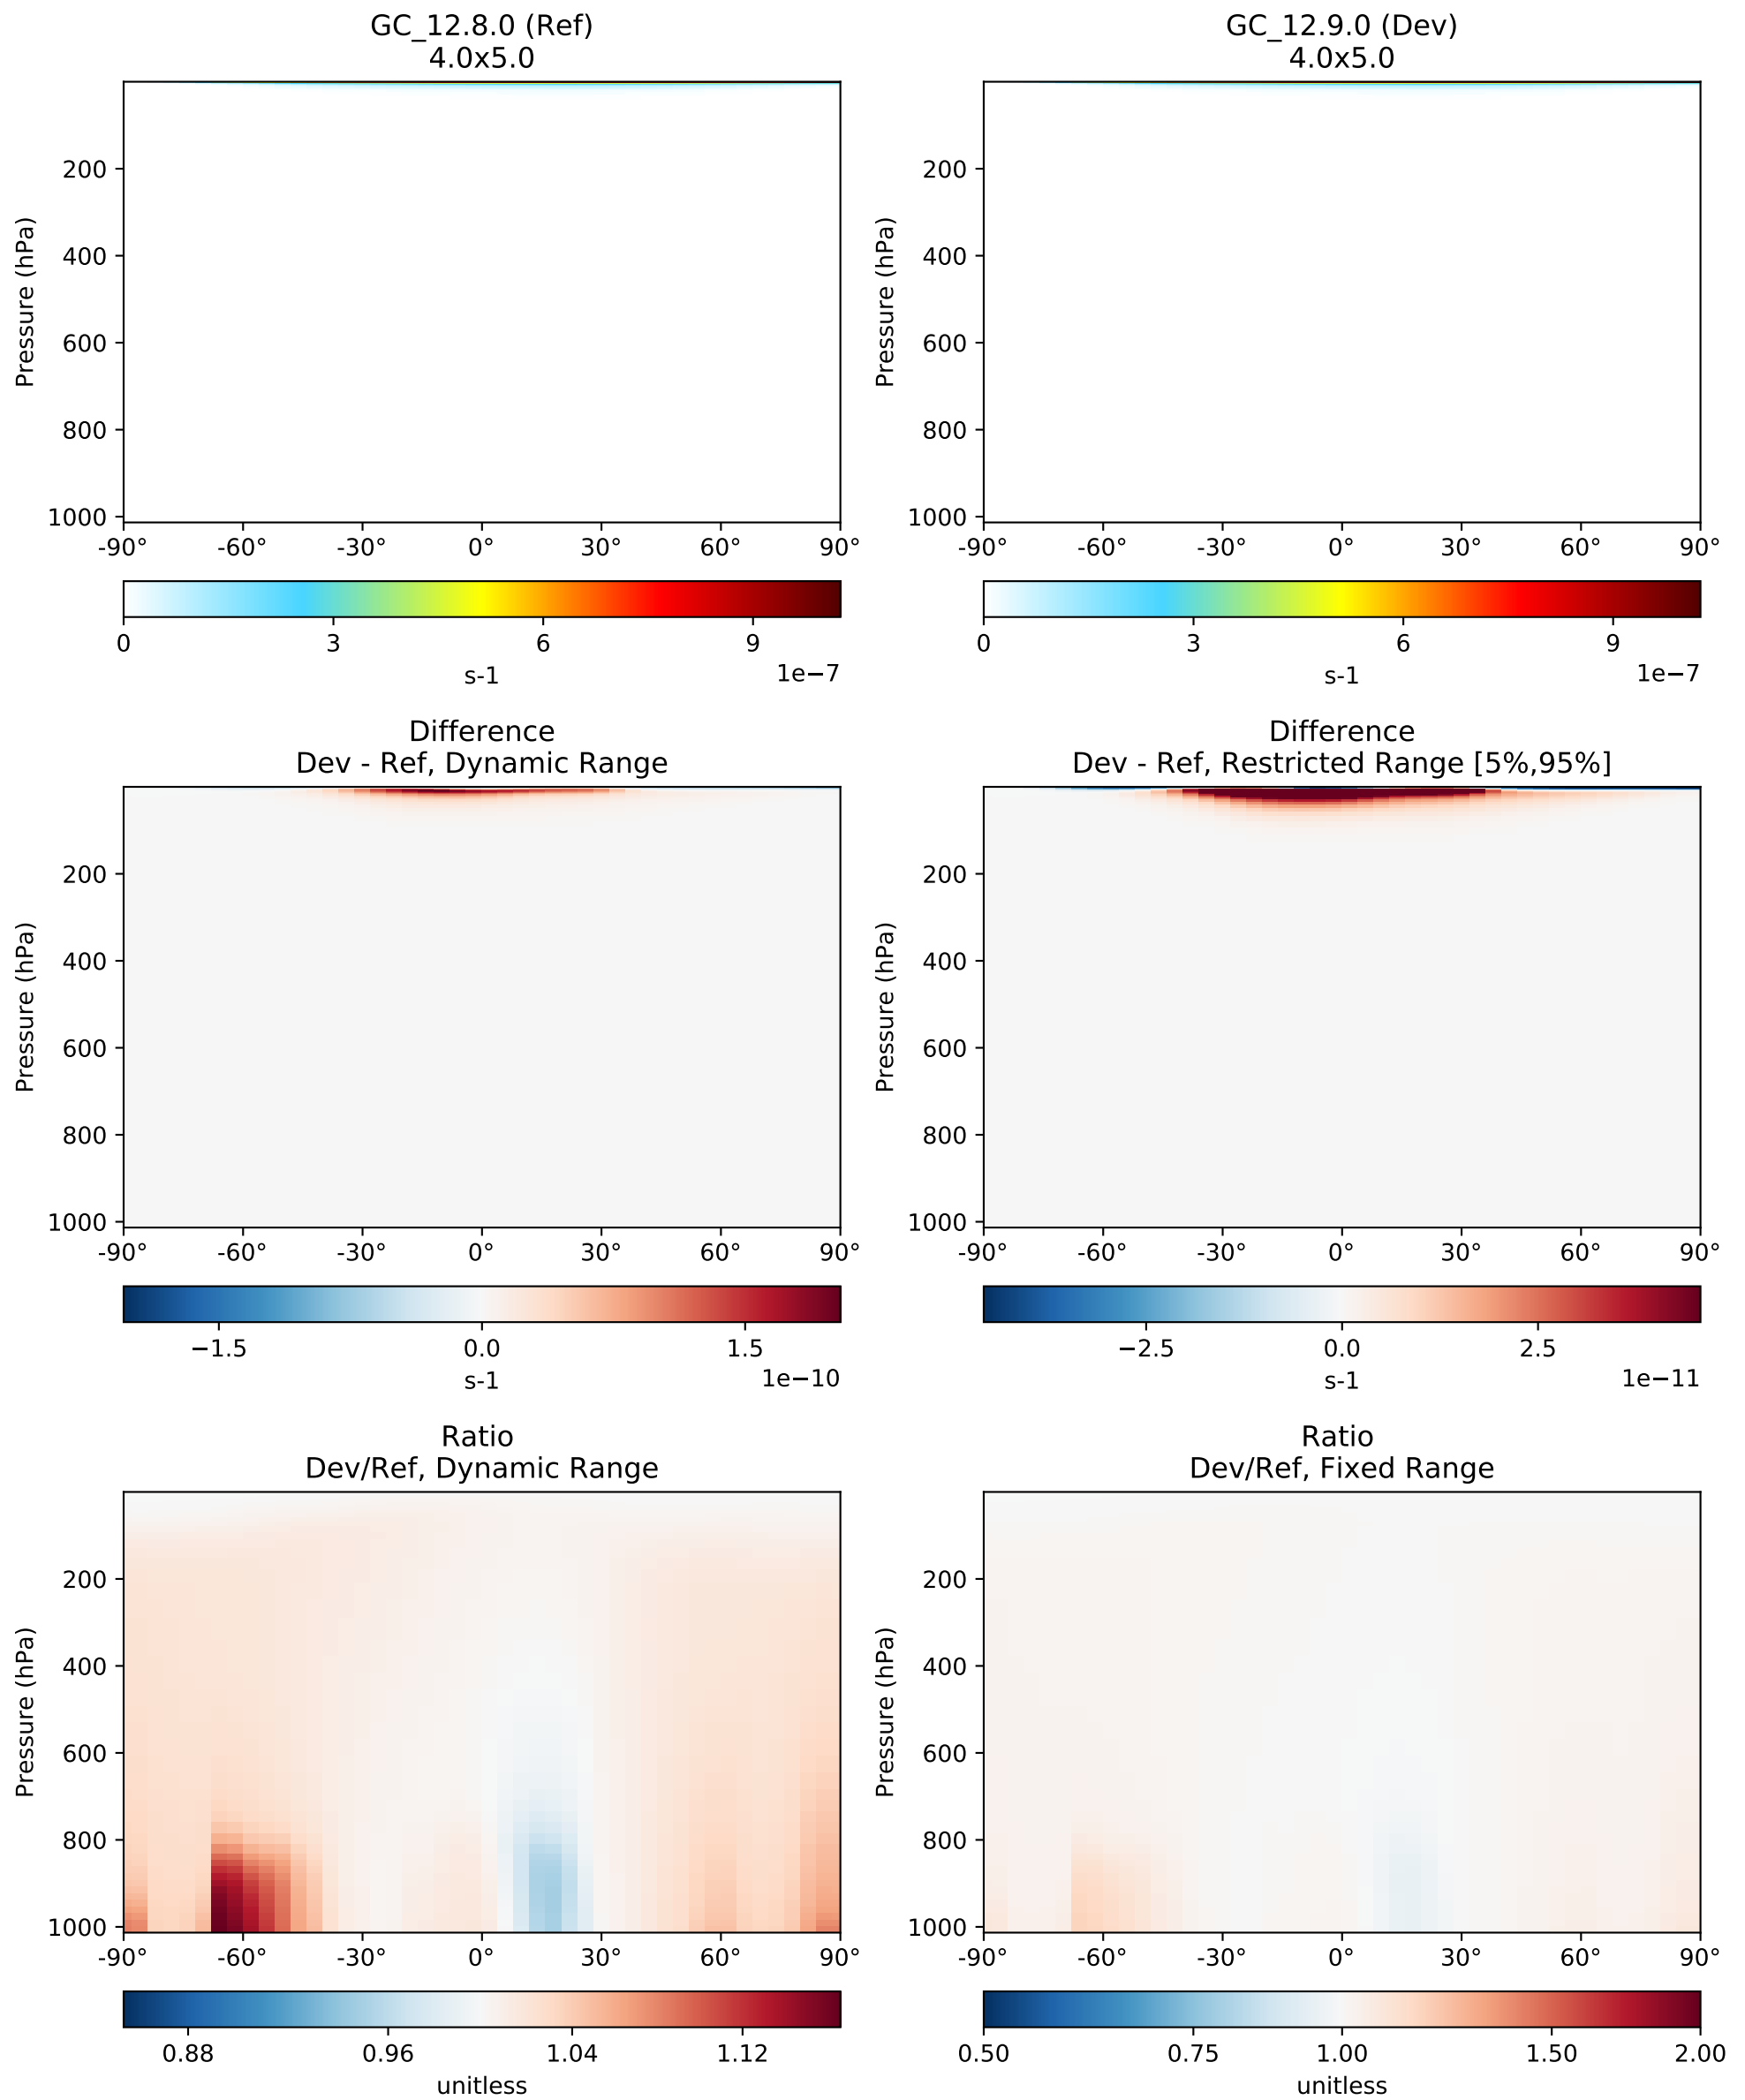 GC_12.8.0 (Ref)
4.0x5.0
Pressure (hPa)
200
400
600
800
1000
-90° -60° -30° 0° 30° 60° 90°
0 3 6 9
s-1 1e−7
GC_12.9.0 (Dev)
4.0x5.0
Pressure (hPa)
200
400
600
800
1000
-90° -60° -30° 0° 30° 60° 90°
0 3 6 9
s-1 1e−7
Difference
Dev - Ref, Dynamic Range
Pressure (hPa)
200
400
600
800
1000
-90° -60° -30° 0° 30° 60° 90°
−1.5 0.0 1.5
s-1 1e−10
Difference
Dev - Ref, Restricted Range [5%,95%]
Pressure (hPa)
200
400
600
800
1000
-90° -60° -30° 0° 30° 60° 90°
−2.5 0.0 2.5
s-1 1e−11
Ratio
Dev/Ref, Dynamic Range
Pressure (hPa)
200
400
600
800
1000
-90° -60° -30° 0° 30° 60° 90°
0.88 0.96 1.04 1.12
unitless
Ratio
Dev/Ref, Fixed Range
Pressure (hPa)
200
400
600
800
1000
-90° -60° -30° 0° 30° 60° 90°
0.50 0.75 1.00 1.50 2.00
unitless